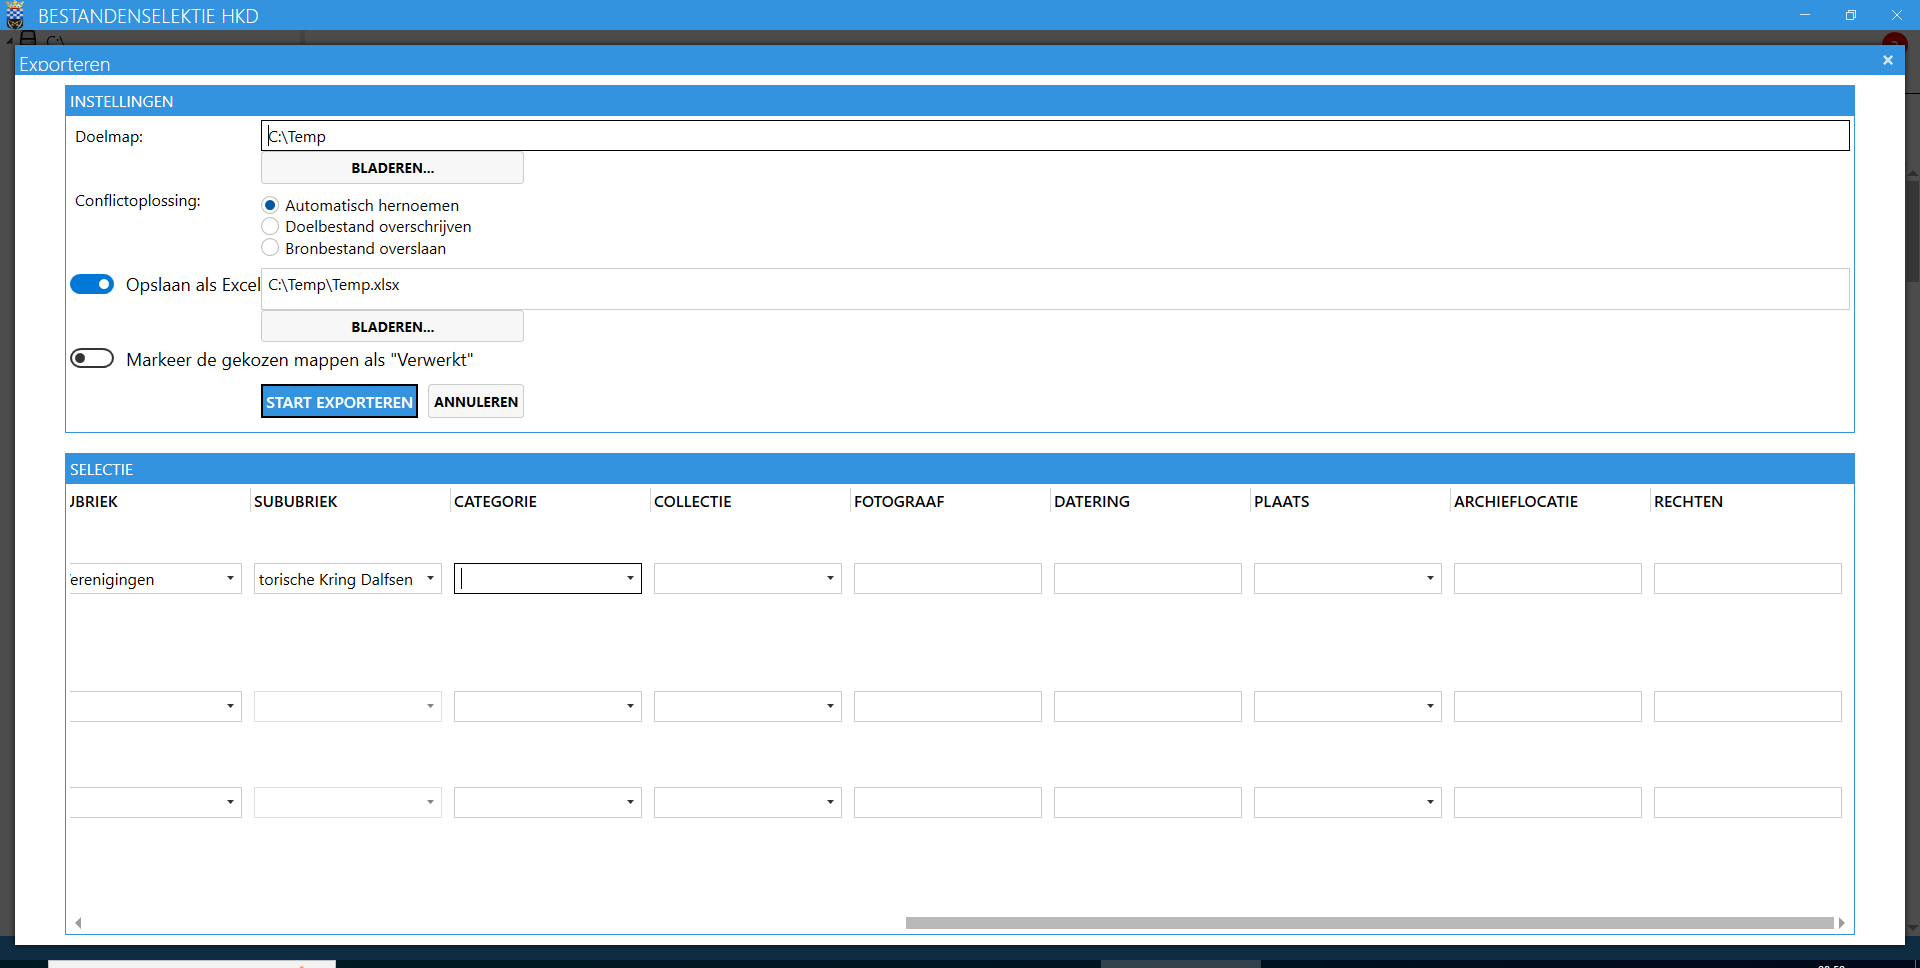 BESTANDENSELEKTIE HKD
C:\
Exporteren
INSTELLINGEN
Doelmap:
C:\Temp
BLADEREN...
Conflictoplossing:
Automatisch hernoemen
Doelbestand overschrijven
Bronbestand overslaan
Opslaan als Excel
C:\Temp\Temp.xlsx
BLADEREN...
Markeer de gekozen mappen als "Verwerkt"
START EXPORTEREN ANNULEREN
SELECTIE
JBRIEK SUBUBRIEK CATEGORIE COLLECTIE FOTOGRAAF DATERING PLAATS ARCHIEFLOCATIE RECHTEN
erenigingen torische Kring Dalfsen